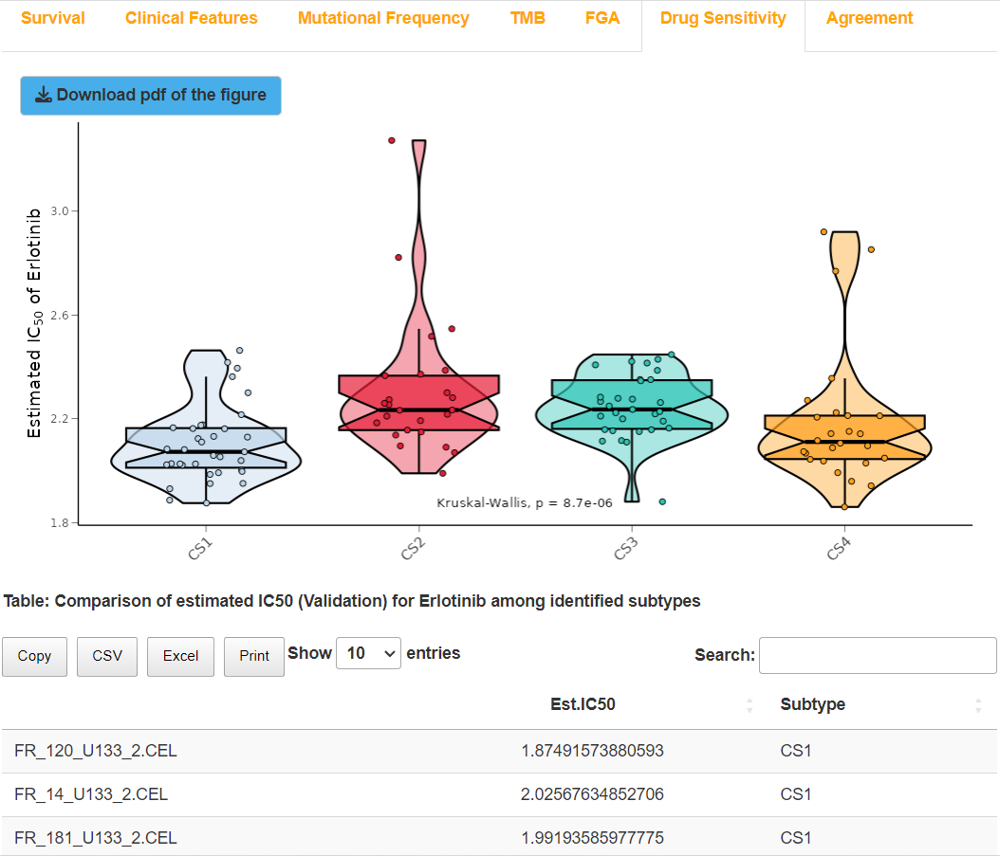 Survival Clinical Features Mutational Frequency TMB FGA Drug Sensitivity Agreement
Download pdf of the figure
Estimated IC50 of Erlotinib
3.0
2.6
2.2
1.8
Kruskal-Wallis, p = 8.7e-06
CS1 CS2 CS3 CS4
Table: Comparison of estimated IC50 (Validation) for Erlotinib among identified subtypes
Copy CSV Excel Print Show 10 entries Search:
Est.IC50 Subtype
FR_120_U133_2.CEL 1.87491573880593 CS1
FR_14_U133_2.CEL 2.02567634852706 CS1
FR_181_U133_2.CEL 1.99193585977775 CS1